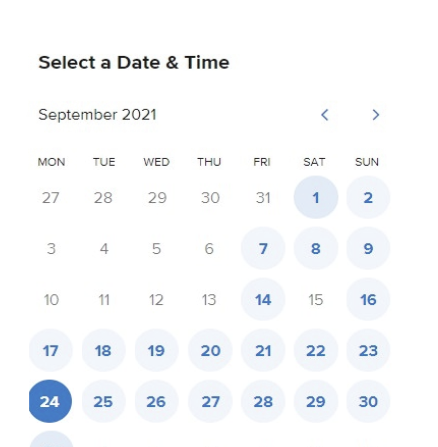 Select a Date & Time
September 2021
MON TUE WED THU FRI SAT SUN
27 28 29 30 31 1 2
3 4 5 6 7 8 9
10 11 12 13 14 15 16
17 18 19 20 21 22 23
24 25 26 27 28 29 30